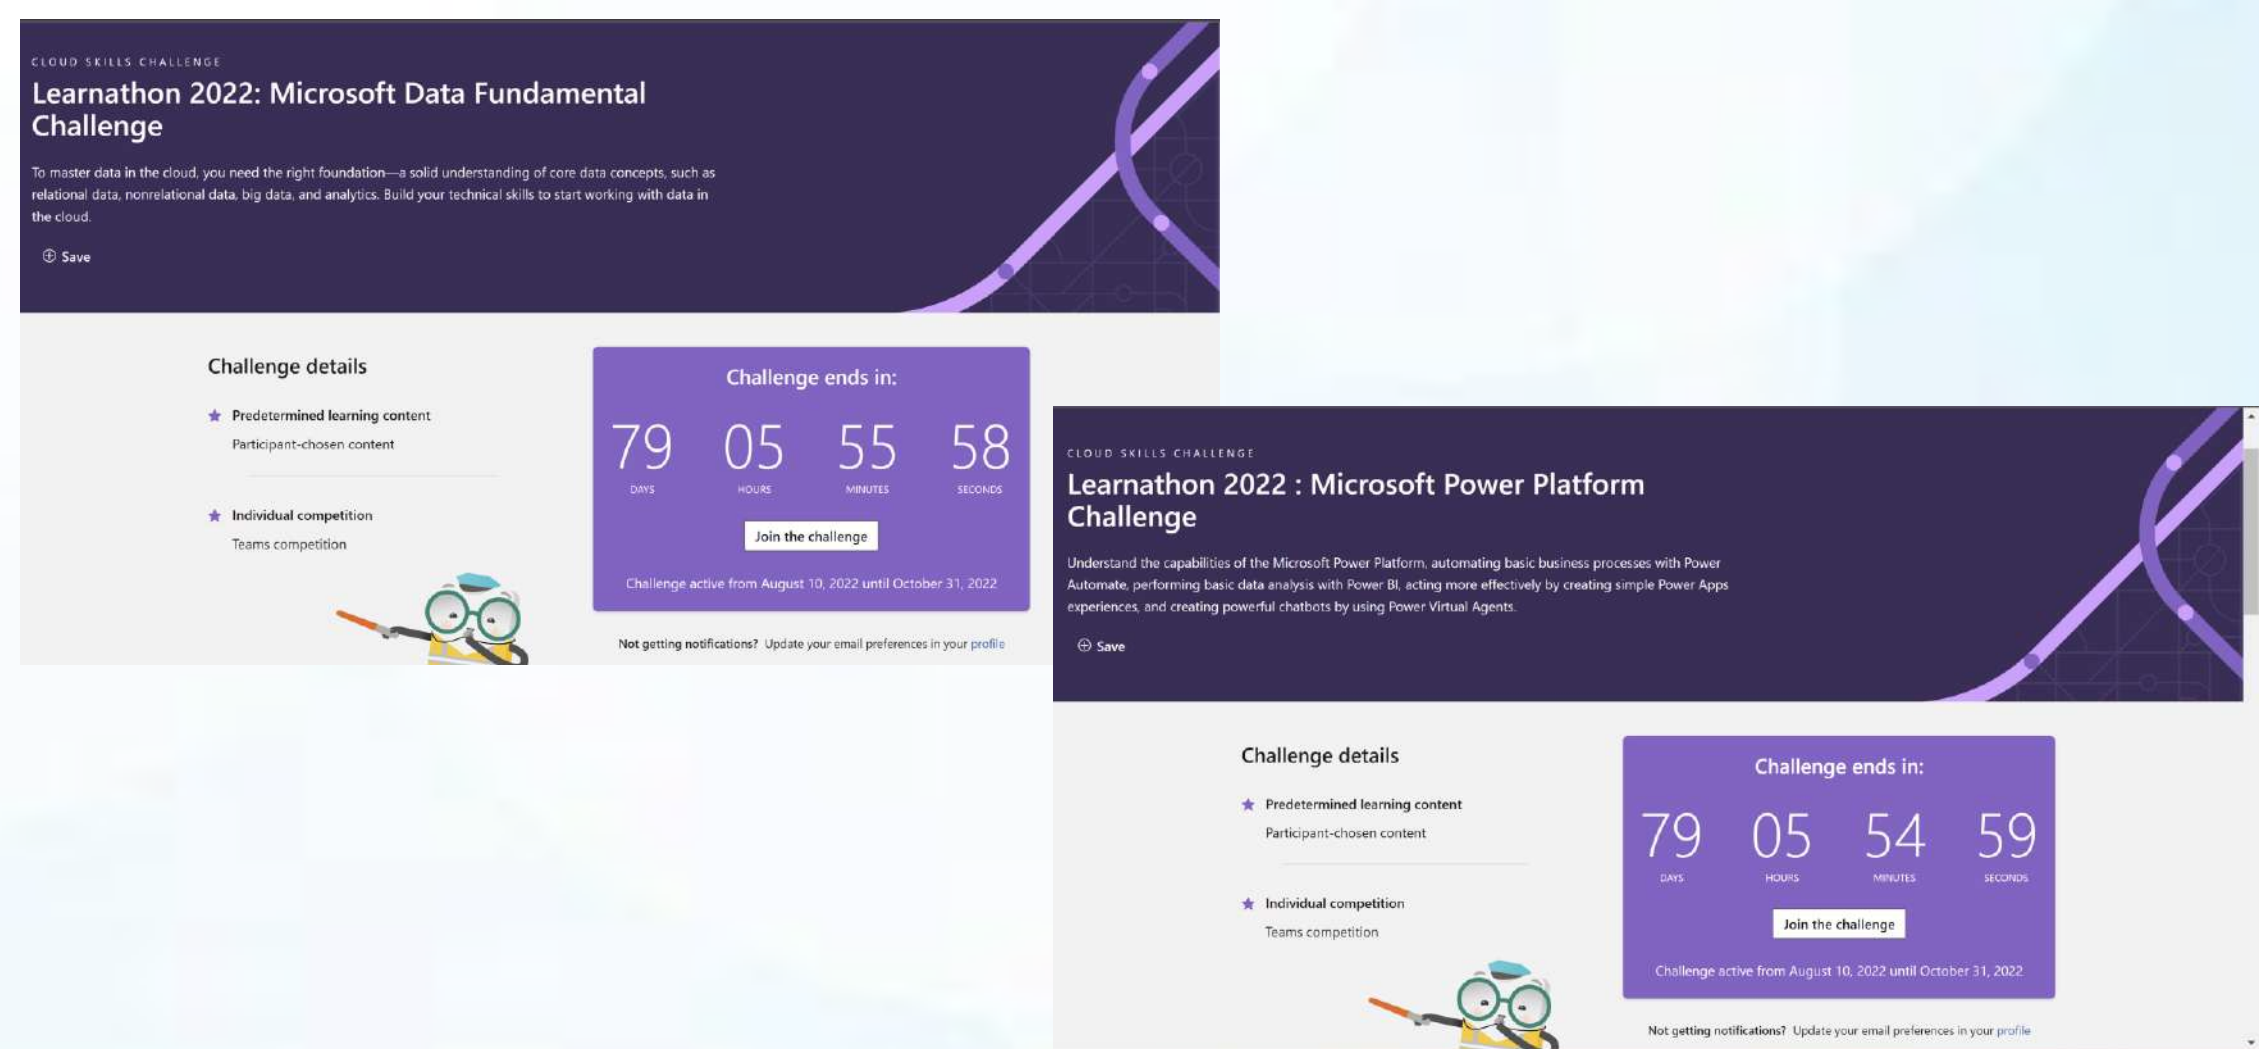 CLOUD SKILLS CHALLENGE
Learnathon 2022: Microsoft Data Fundamental
Challenge
To master data in the cloud, you need the right foundation—a solid understanding of core data concepts, such as
relational data, nonrelational data, big data, and analytics. Build your technical skills to start working with data in
the cloud.
Save
Challenge details
Predetermined learning content
Participant-chosen content
Individual competition
Teams competition
Challenge ends in:
79 05 55 58
DAYS HOURS MINUTES SECONDS
Join the challenge
Challenge active from August 10, 2022 until October 31, 2022
Not getting notifications? Update your email preferences in your profile
CLOUD SKILLS CHALLENGE
Learnathon 2022 : Microsoft Power Platform
Challenge
Understand the capabilities of the Microsoft Power Platform, automating basic business processes with Power
Automate, performing basic data analysis with Power BI, acting more effectively by creating simple Power Apps
experiences, and creating powerful chatbots by using Power Virtual Agents.
Save
Challenge details
Predetermined learning content
Participant-chosen content
Individual competition
Teams competition
Challenge ends in:
79 05 54 59
DAYS HOURS MINUTES SECONDS
Join the challenge
Challenge active from August 10, 2022 until October 31, 2022
Not getting notifications? Update your email preferences in your profile